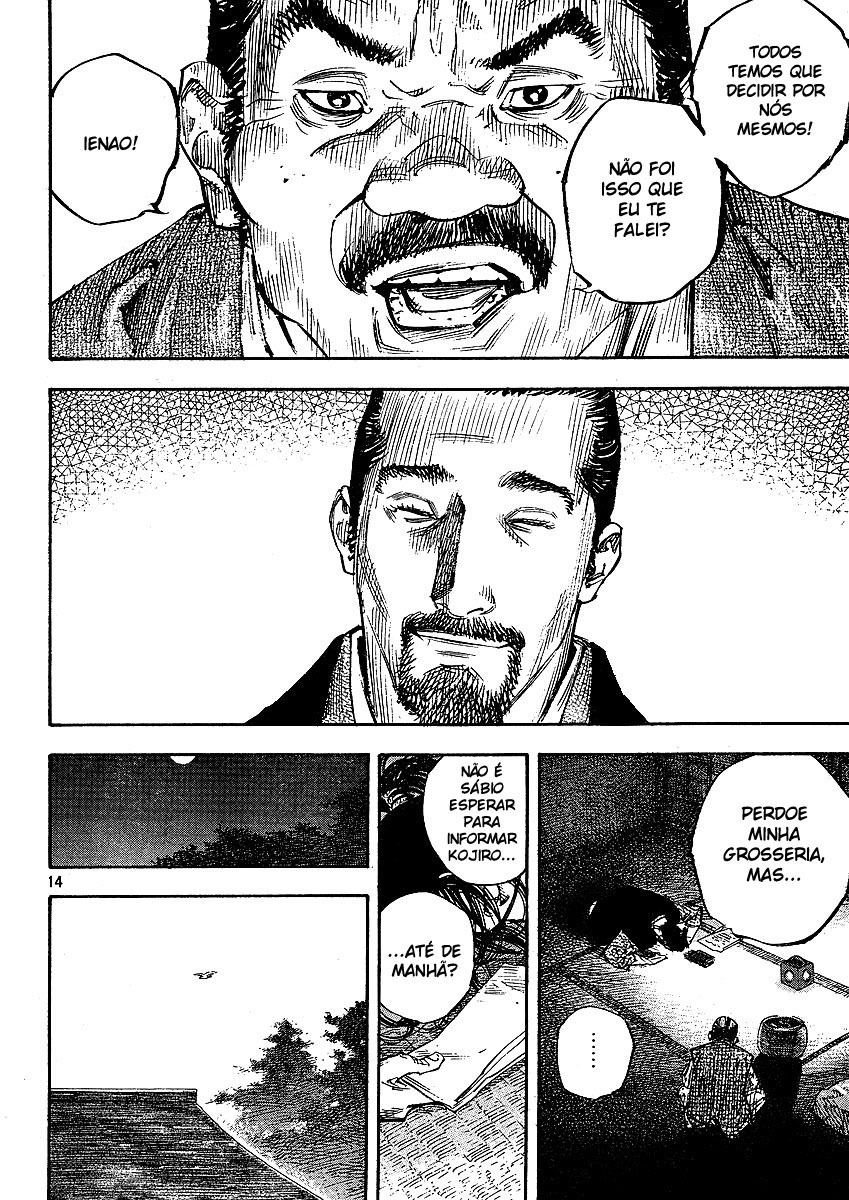 TODOS
TEMOS QUE
DECIDIR POR
NÓS
MESMOS!
NÃO FOI
ISSO QUE
EU TE
FALEI?
IENAO!
PERDOE
MINHA
GROSSERIA,
MAS...
......
NÃO É
SÁBIO
ESPERAR
PARA
INFORMAR
KOJIRO...
...ATÉ DE
MANHÃ?
14